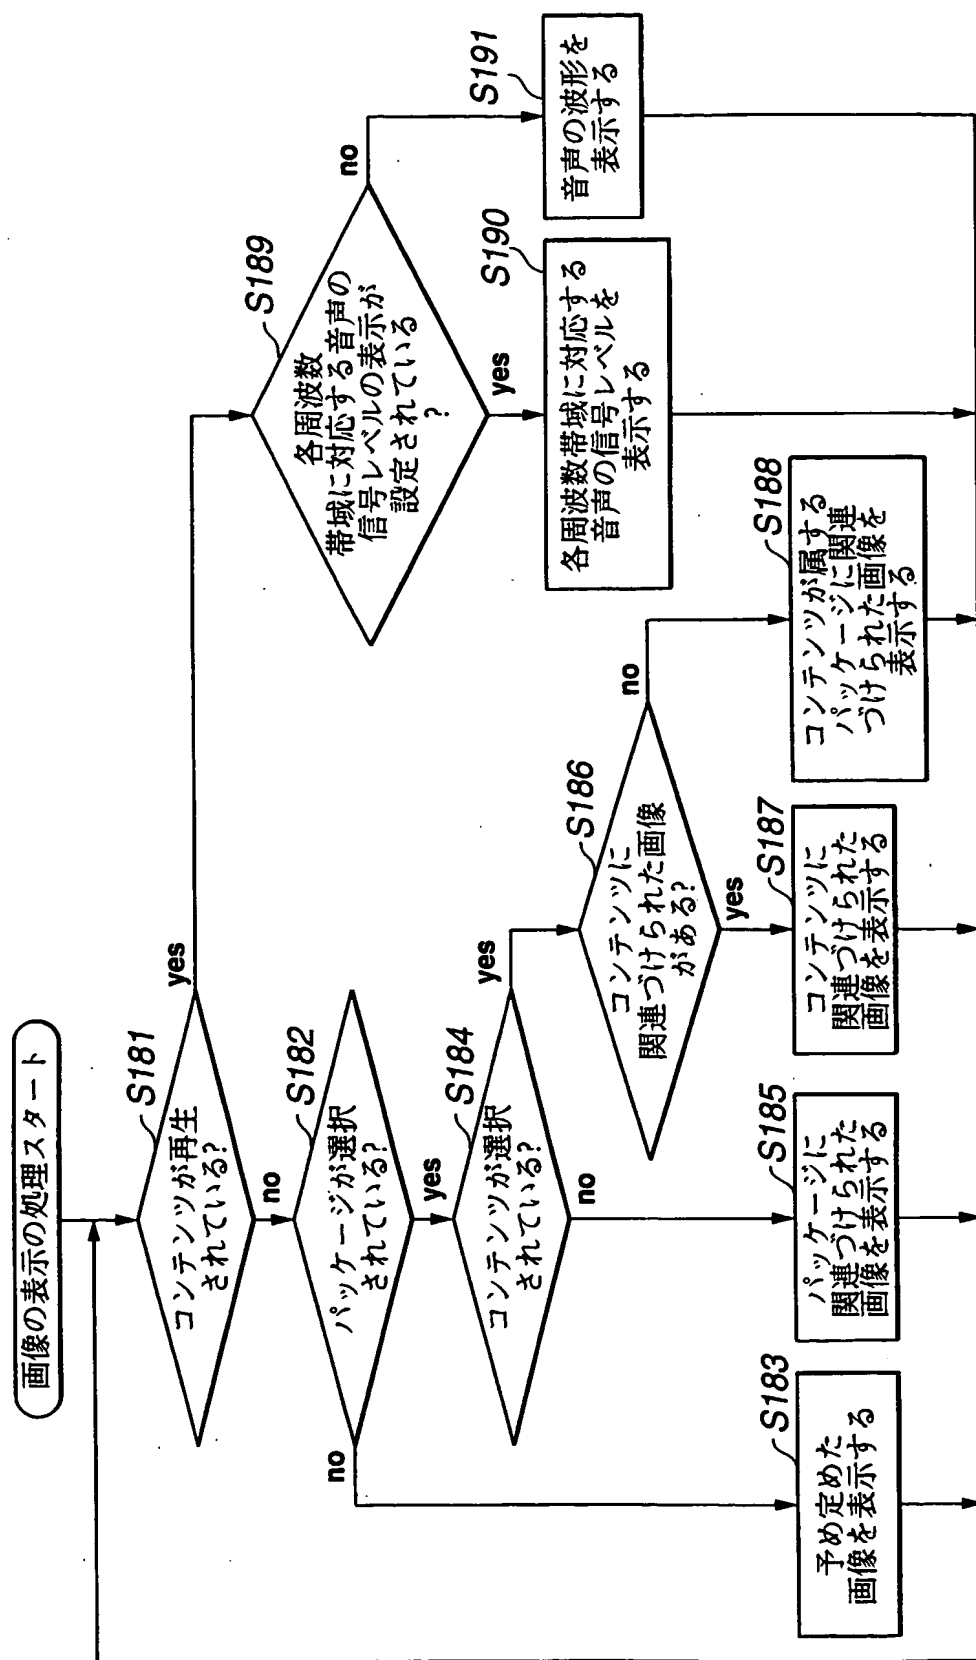 画像の表示の処理スタート
S181
コンテンツが再生
されている?
yes
no
S182
パッケージが選択
されている?
no
yes
S184
コンテンツが選択
されている?
yes
no
S183
予め定めた
画像を表示する
S185
パッケージに
関連づけられた
画像を表示する
S186
コンテンツに
関連づけられた画像
がある?
no
yes
S187
コンテンツに
関連づけられた
画像を表示する
S188
コンテンツが属する
パッケージに関連
づけられた画像を
表示する
S189
各周波数
帯域に対応する音声の
信号レベルの表示が
設定されている
?
no
yes
S190
各周波数帯域に対応する
音声の信号レベルを
表示する
S191
音声の波形を
表示する